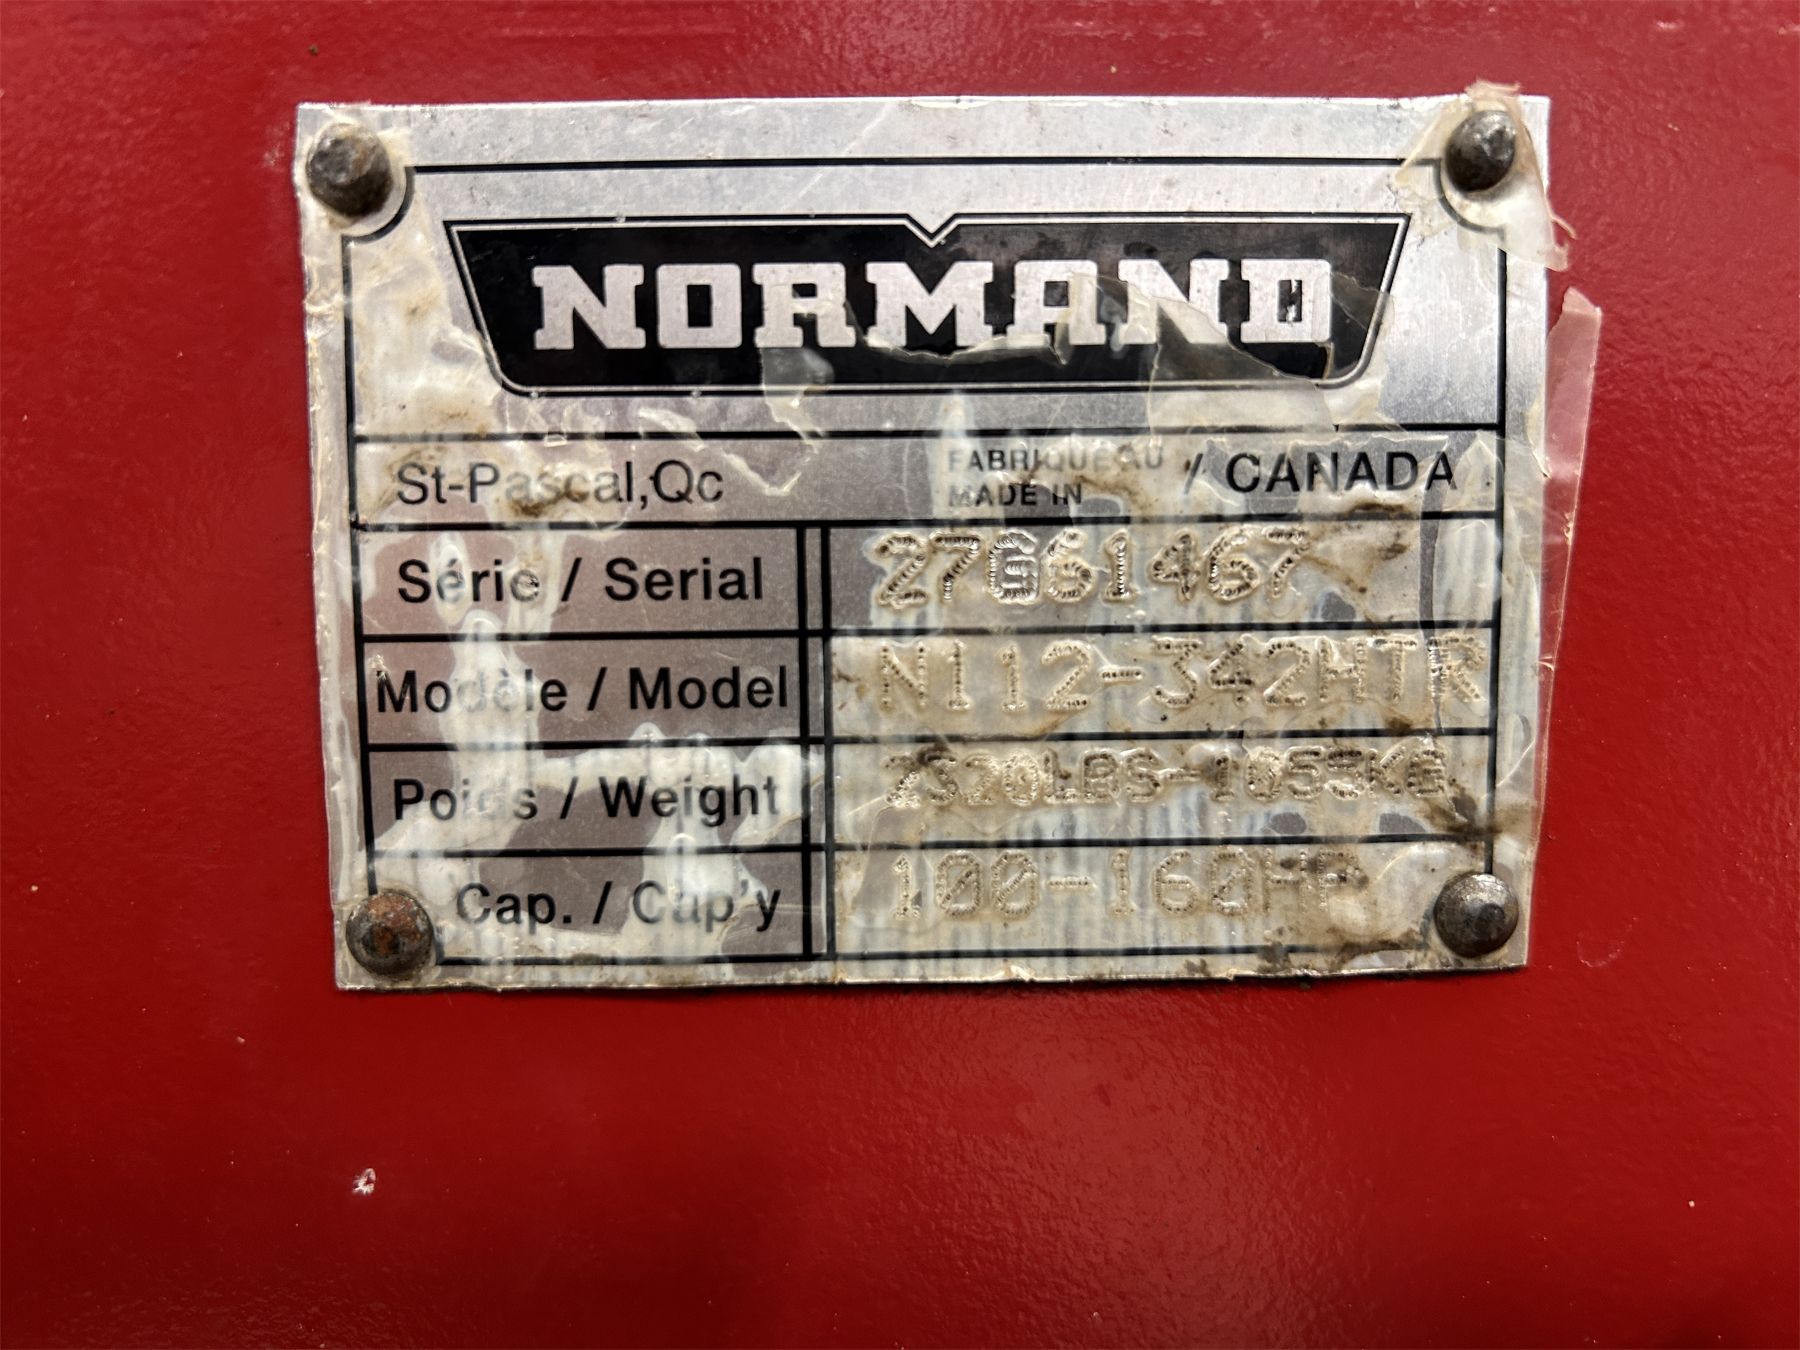 NORMAND
St-Pascal,Qc FABRIQUE AU / CANADA
MADE IN
Série / Serial 27G61467
Modèle / Model N112-342HTR
Poids / Weight 2320LBS-1053KG
Cap. / Cap'y 100-160HP